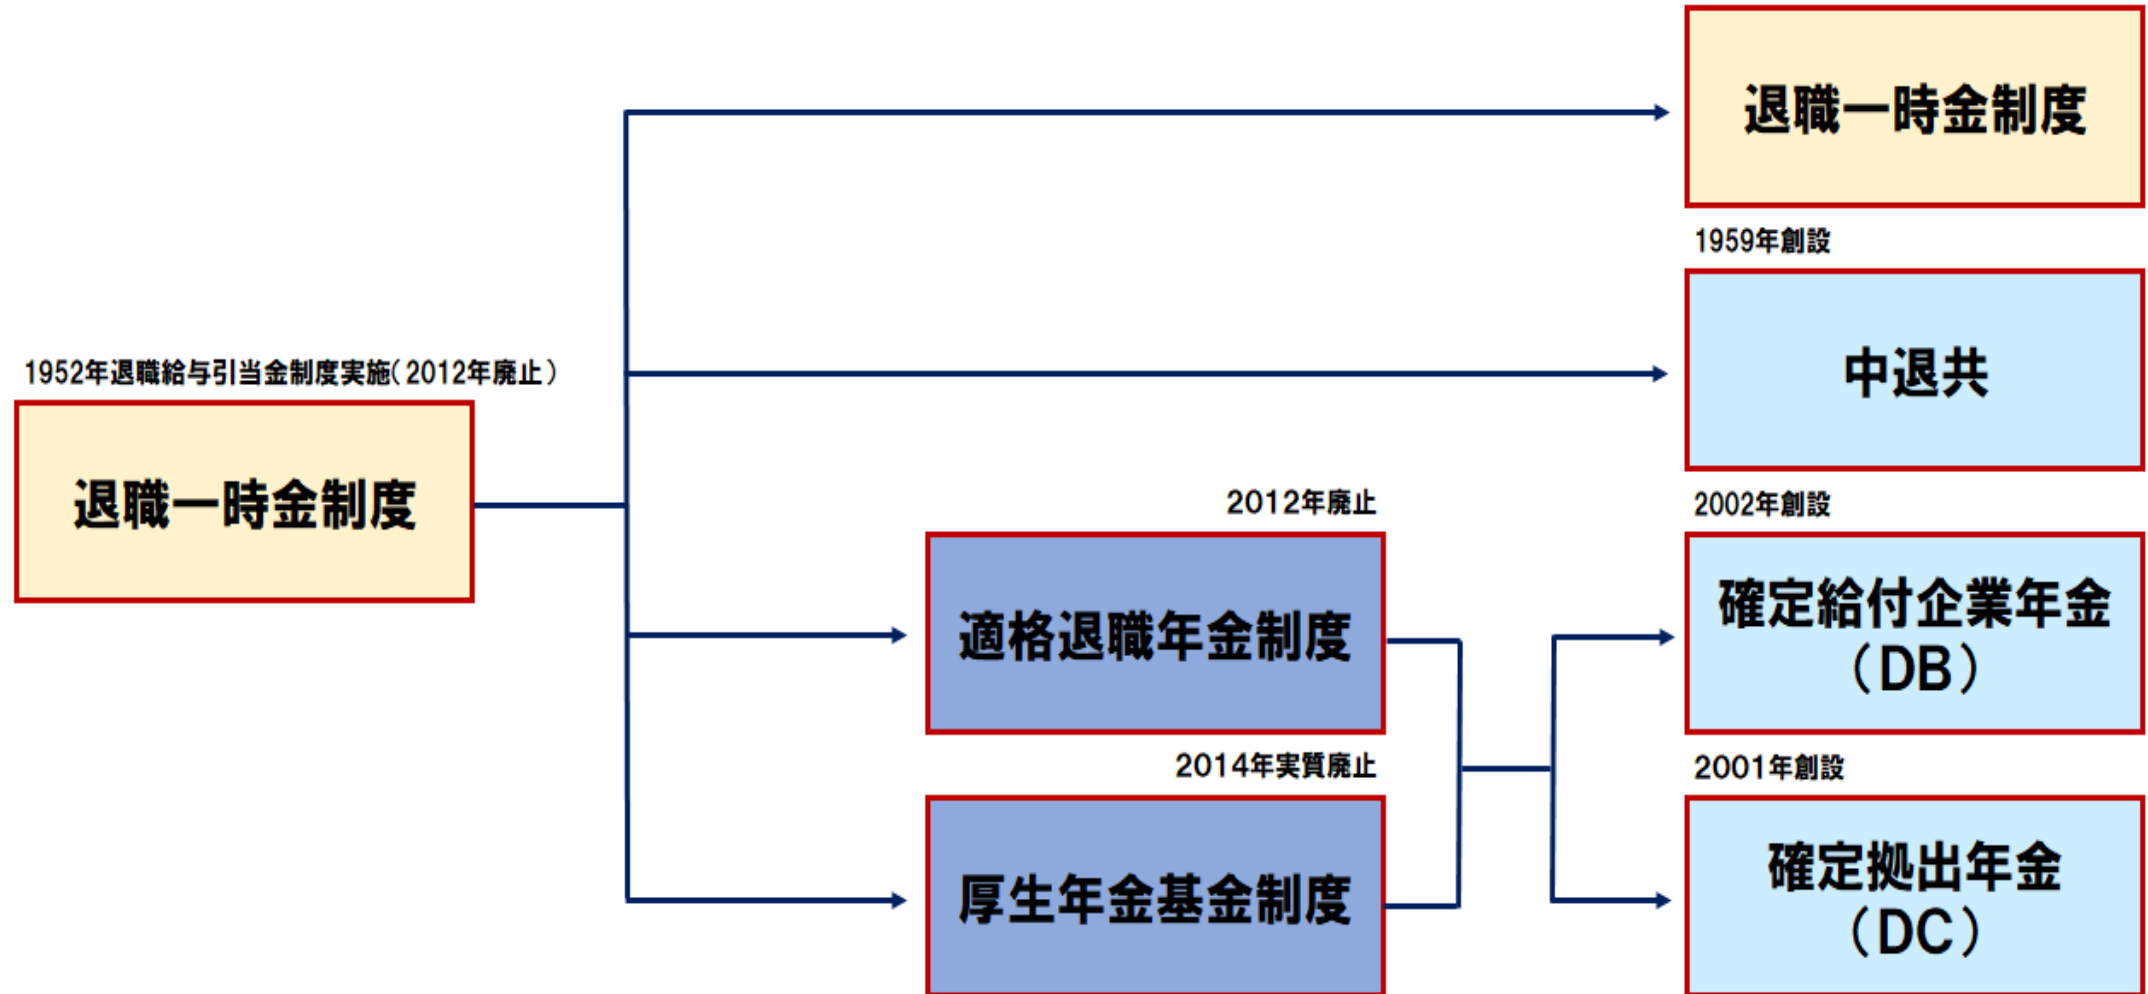 1952年退職給与引当金制度実施(2012年廃止)
退職一時金制度
2012年廃止
適格退職年金制度
2014年実質廃止
厚生年金基金制度
退職一時金制度
1959年創設
中退共
2002年創設
確定給付企業年金
(DB)
2001年創設
確定拠出年金
(DC)